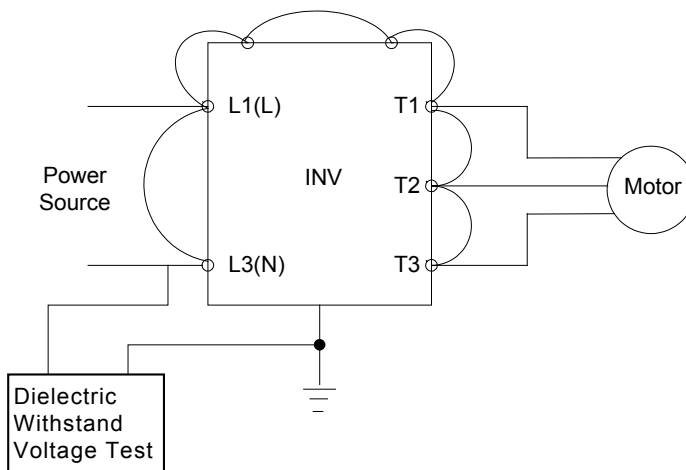 L1(L)
T1
Power
Source
INV
T2
Motor
L3(N)
T3
Dielectric
Withstand
Voltage Test